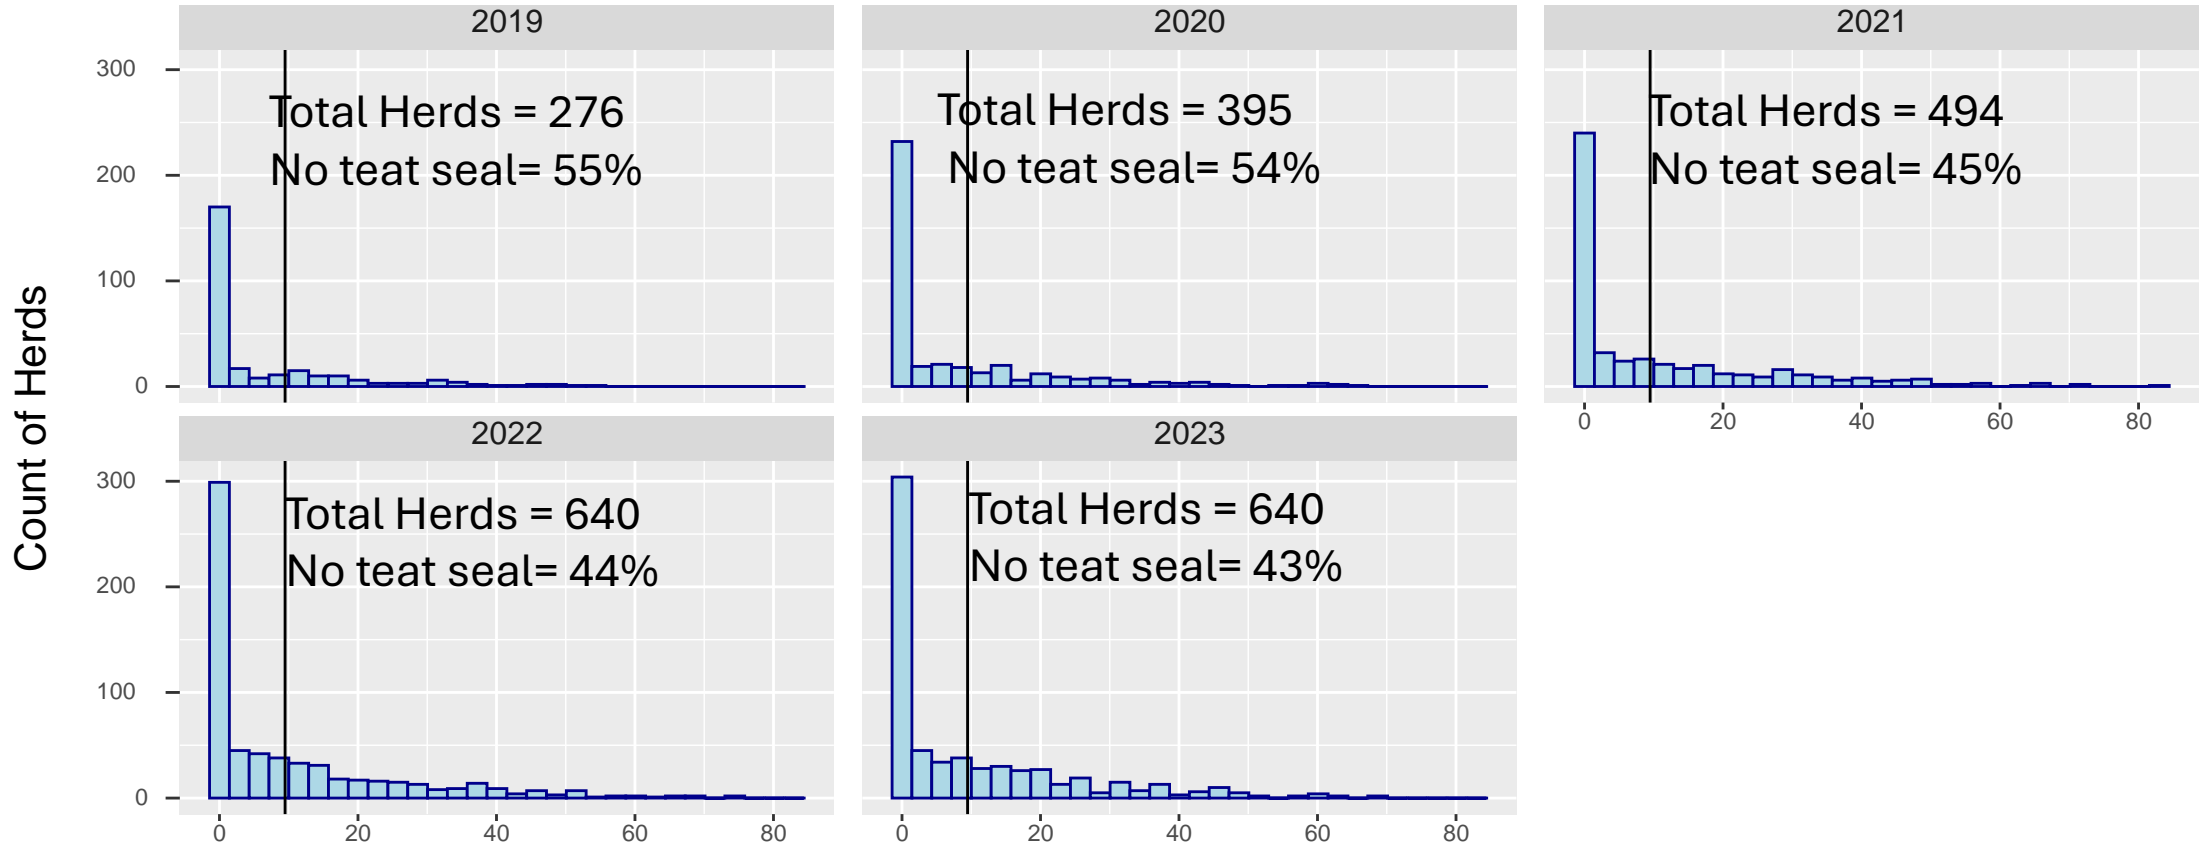 Count of Herds
2019
300
200
100
0
Total Herds = 276
No teat seal= 55%
2020
Total Herds = 395
No teat seal= 54%
2021
Total Herds = 494
No teat seal= 45%
0 20 40 60 80
2022
300
200
100
0
Total Herds = 640
No teat seal= 44%
0 20 40 60 80
2023
Total Herds = 640
No teat seal= 43%
0 20 40 60 80